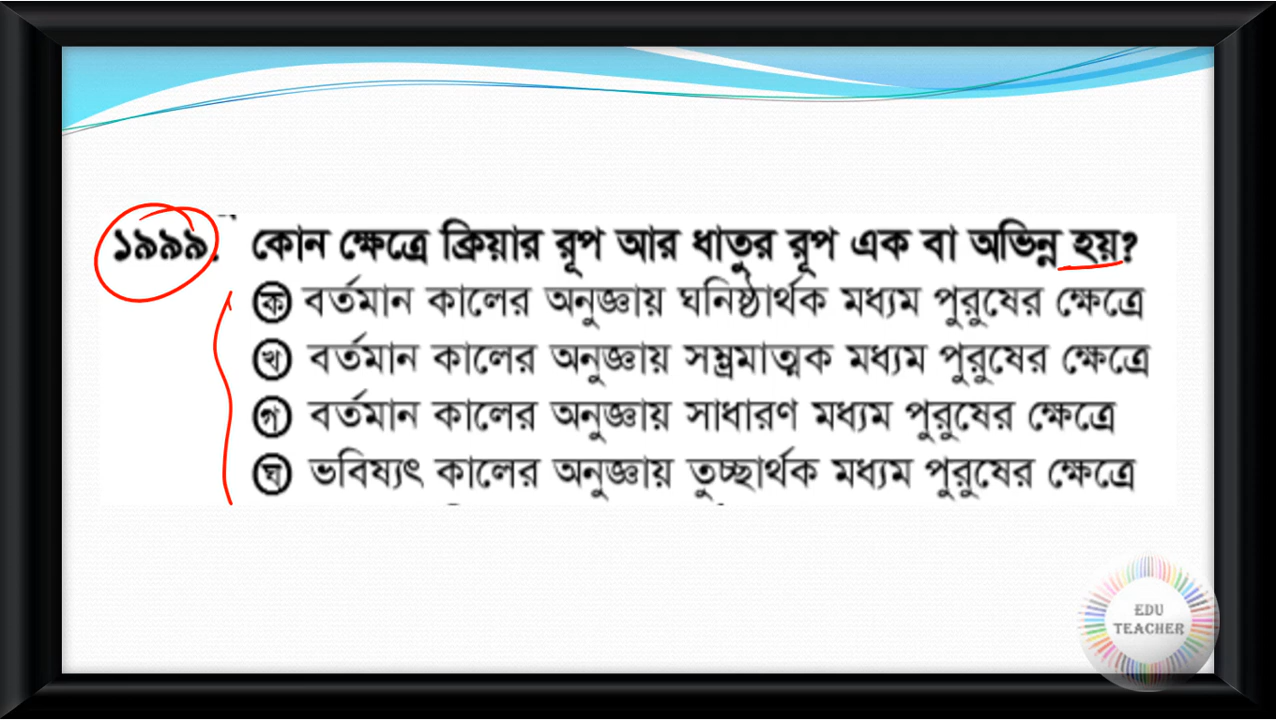 ১৯৯৯. কোন ক্ষেত্রে ক্রিয়ার রূপ আর ধাতুর রূপ এক বা অভিন্ন হয়?
ক বর্তমান কালের অনুজ্ঞায় ঘনিষ্ঠার্থক মধ্যম পুরুষের ক্ষেত্রে
খ বর্তমান কালের অনুজ্ঞায় সম্ভ্রমাত্মক মধ্যম পুরুষের ক্ষেত্রে
গ বর্তমান কালের অনুজ্ঞায় সাধারণ মধ্যম পুরুষের ক্ষেত্রে
ঘ ভবিষ্যৎ কালের অনুজ্ঞায় তুচ্ছার্থক মধ্যম পুরুষের ক্ষেত্রে
EDU
TEACHER